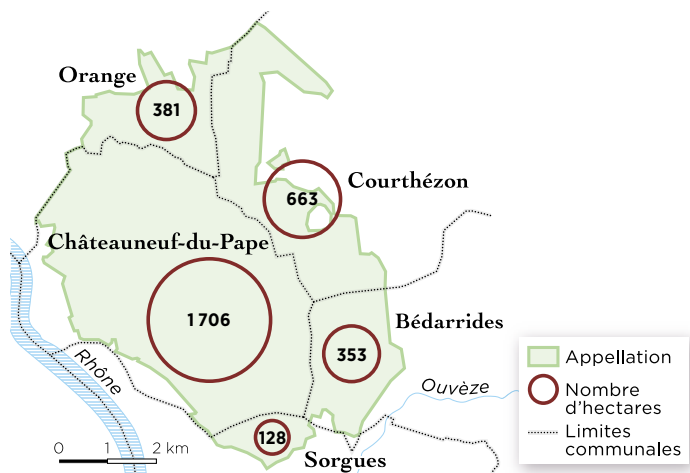 Orange
381
Courthézon
663
Châteauneuf-du-Pape
1 706
Bédarrides
353
Rhône
Ouvèze
128
Sorgues
0 1 2 km
Appellation
Nombre
d'hectares
Limites
communales